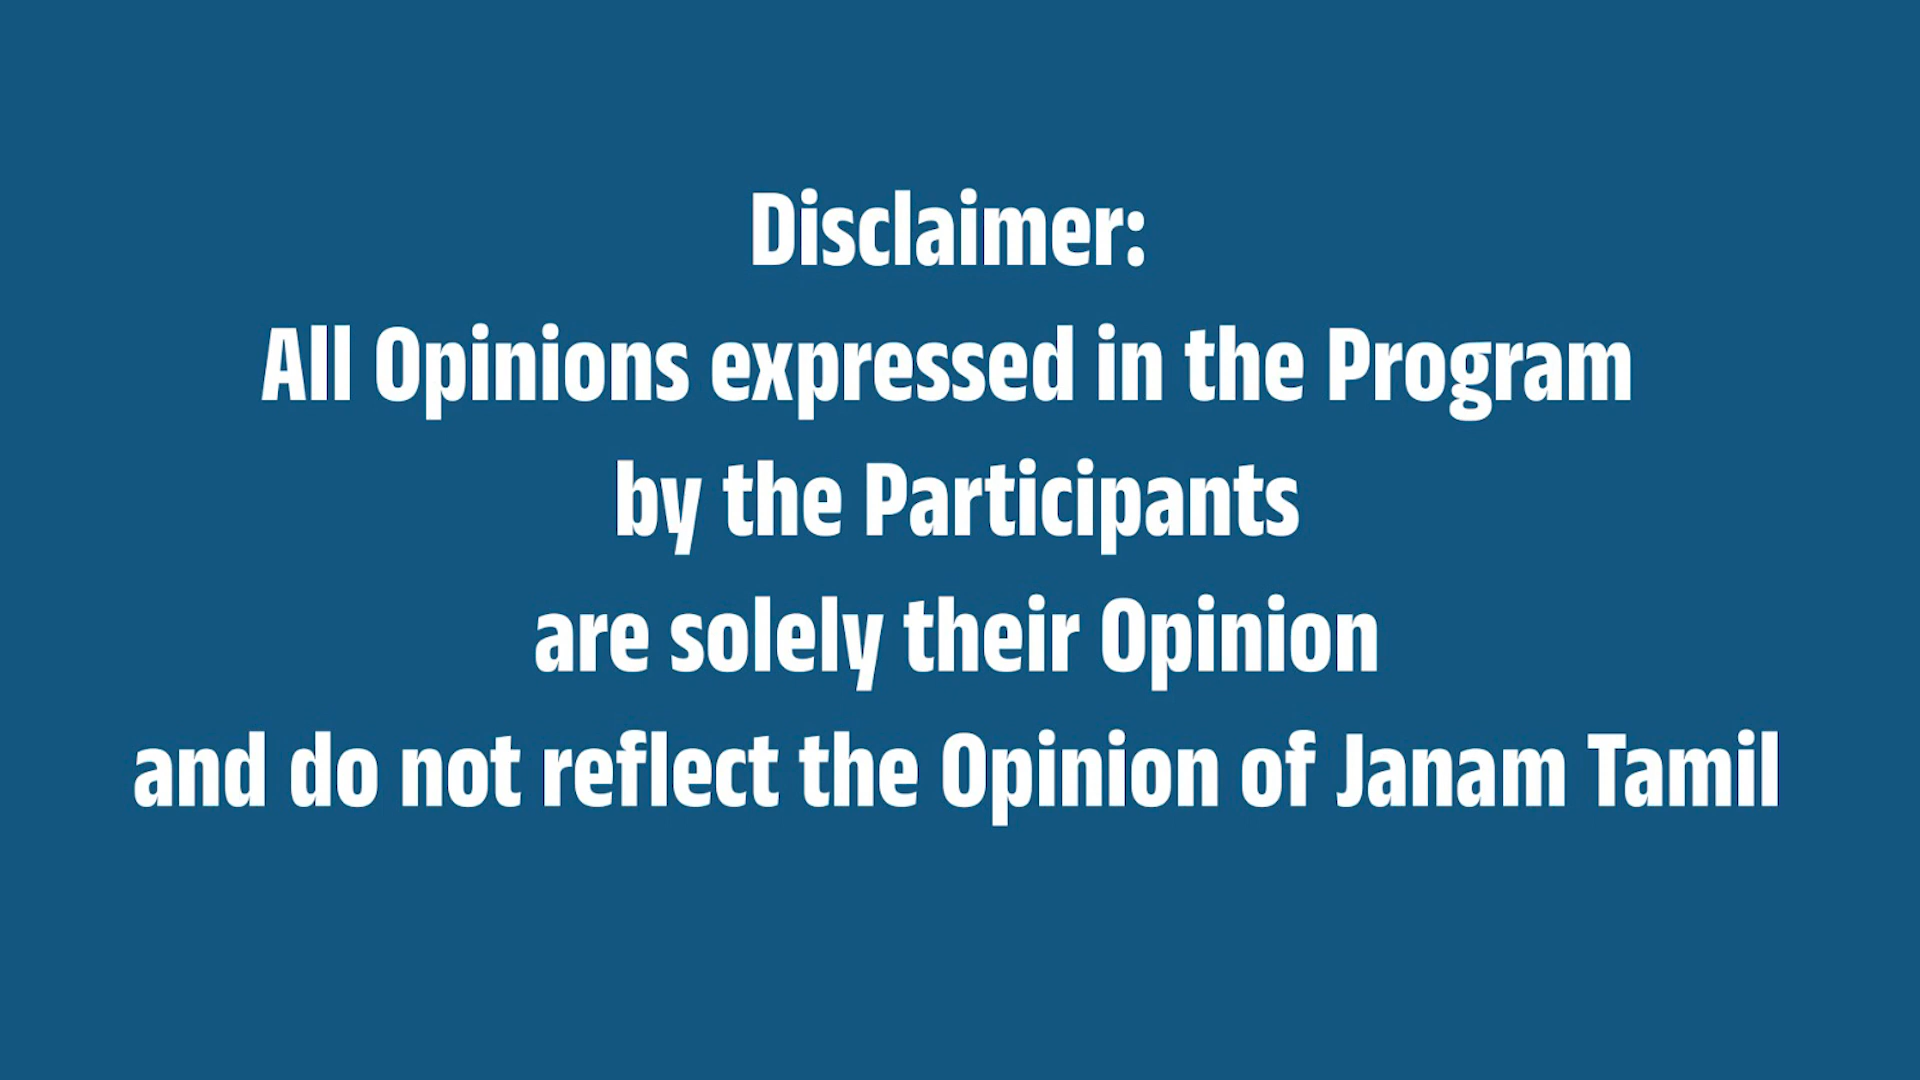 Disclaimer:
All Opinions expressed in the Program
by the Participants
are solely their Opinion
and do not reflect the Opinion of Janam Tamil